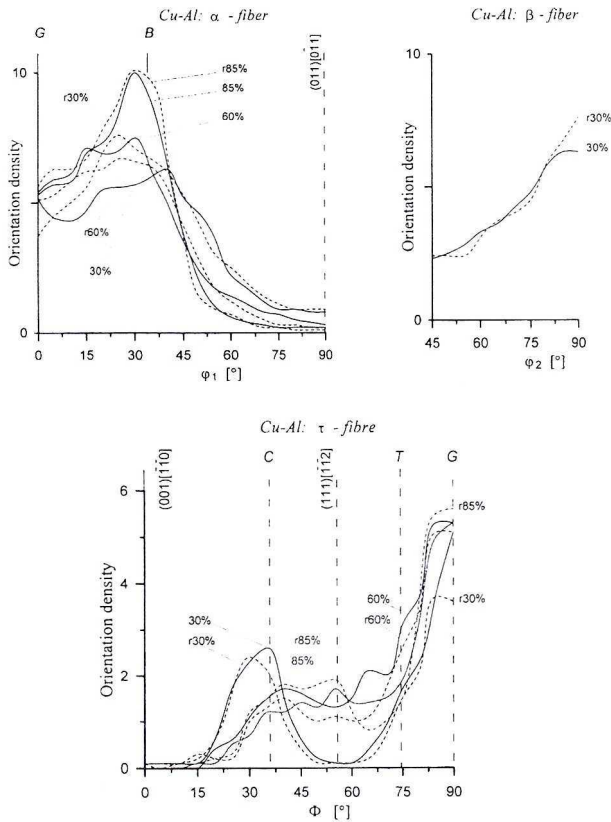 Cu-Al: α - fiber
G
B
(011)[011]
10
0
Orientation density
r30%
r85%
85%
60%
r60%
30%
0
15
30
45
60
75
90
φ1 [°]
Cu-Al: β - fiber
10
5
0
Orientation density
r30%
30%
45
60
75
90
φ2 [°]
Cu-Al: τ - fibre
(001)[110]
C
(111)[112]
T
G
6
4
2
0
Orientation density
30%
r30%
r85%
85%
60%
r60%
r85%
r30%
0
15
30
45
60
75
90
Φ [°]